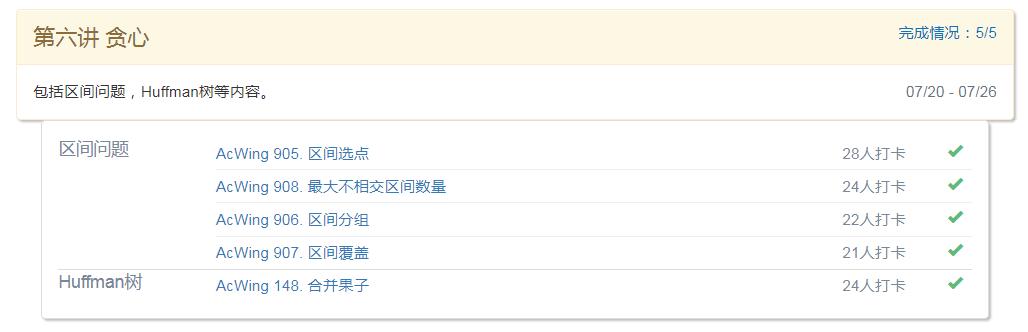 第六讲 贪心
完成情况：5/5
包括区间问题，Huffman树等内容。
07/20 - 07/26
区间问题
AcWing 905. 区间选点 28人打卡
AcWing 908. 最大不相交区间数量 24人打卡
AcWing 906. 区间分组 22人打卡
AcWing 907. 区间覆盖 21人打卡
Huffman树
AcWing 148. 合并果子 24人打卡